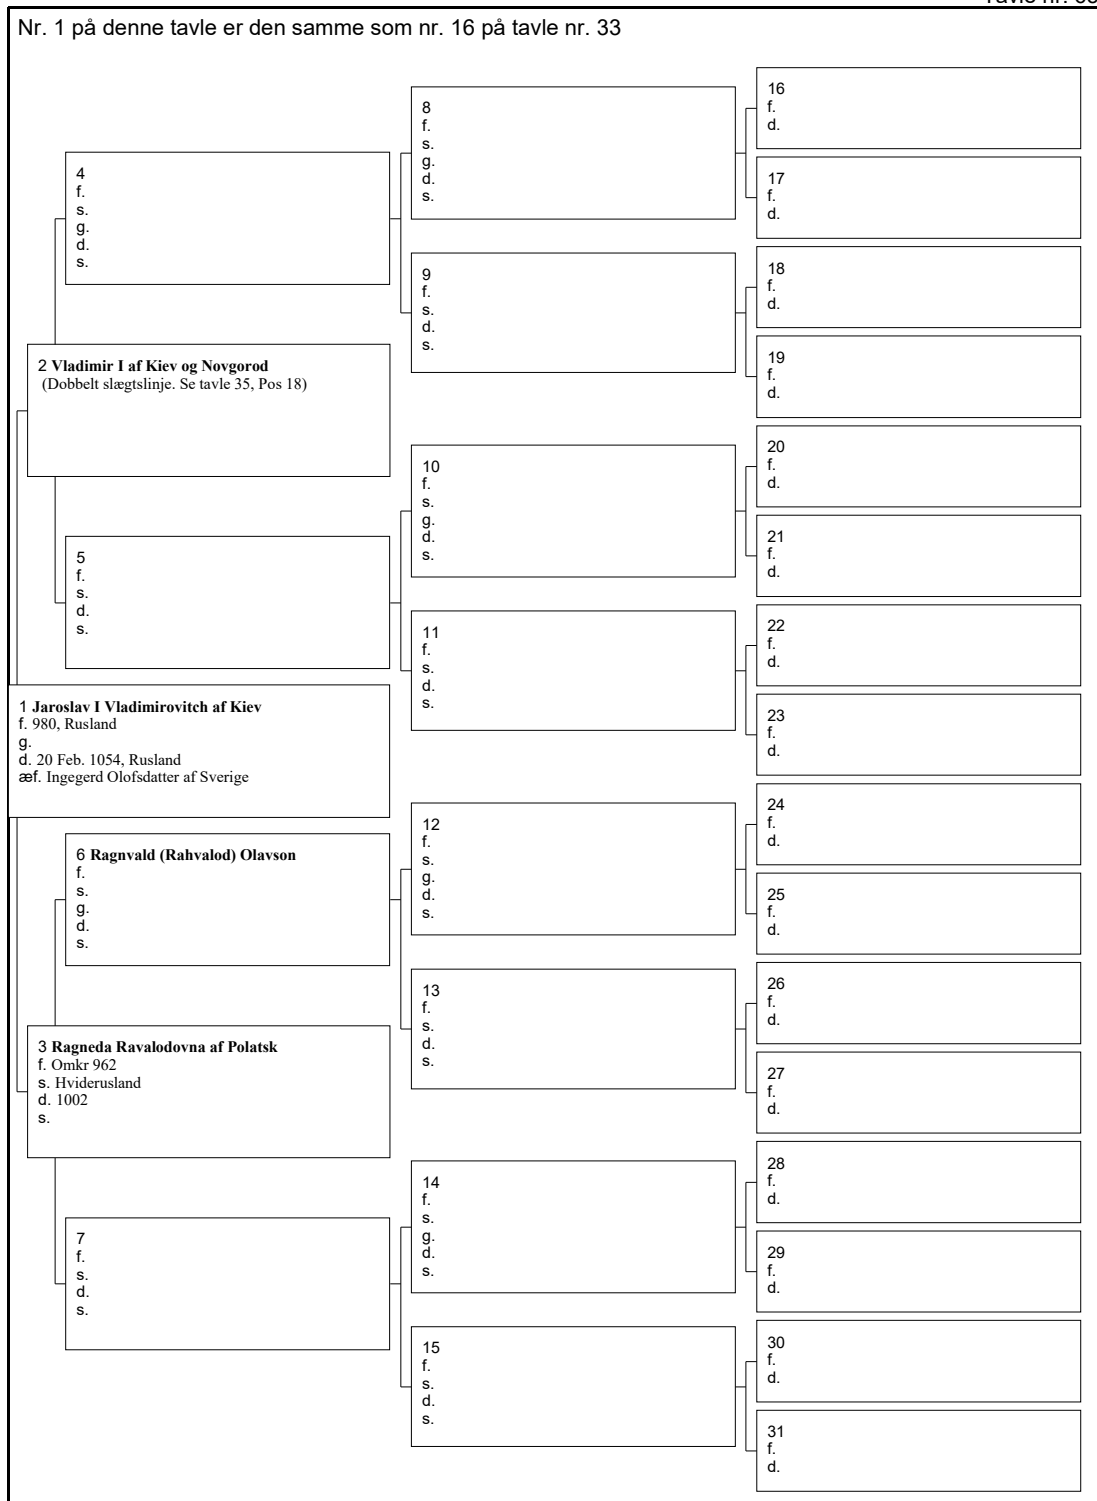 Nr. 1 på denne tavle er den samme som nr. 16 på tavle nr. 33
16
f.
d.
8
f.
s.
g.
d.
s.
17
f.
d.
4
f.
s.
g.
d.
s.
18
f.
d.
9
f.
s.
d.
s.
19
f.
d.
2 Vladimir I af Kiev og Novgorod
(Dobbelt slægtslinje. Se tavle 35, Pos 18)
20
f.
d.
10
f.
s.
g.
d.
s.
21
f.
d.
5
f.
s.
d.
s.
22
f.
d.
11
f.
s.
d.
s.
23
f.
d.
1 Jaroslav I Vladimirovitch af Kiev
f. 980, Rusland
g.
d. 20 Feb. 1054, Rusland
æf. Ingegerd Olofsdatter af Sverige
24
f.
d.
12
f.
s.
g.
d.
s.
25
f.
d.
6 Ragnvald (Rahvalod) Olavson
f.
s.
g.
d.
s.
26
f.
d.
13
f.
s.
d.
s.
27
f.
d.
3 Ragneda Ravalodovna af Polatsk
f. Omkr 962
s. Hviderusland
d. 1002
s.
28
f.
d.
14
f.
s.
g.
d.
s.
29
f.
d.
7
f.
s.
d.
s.
30
f.
d.
15
f.
s.
d.
s.
31
f.
d.